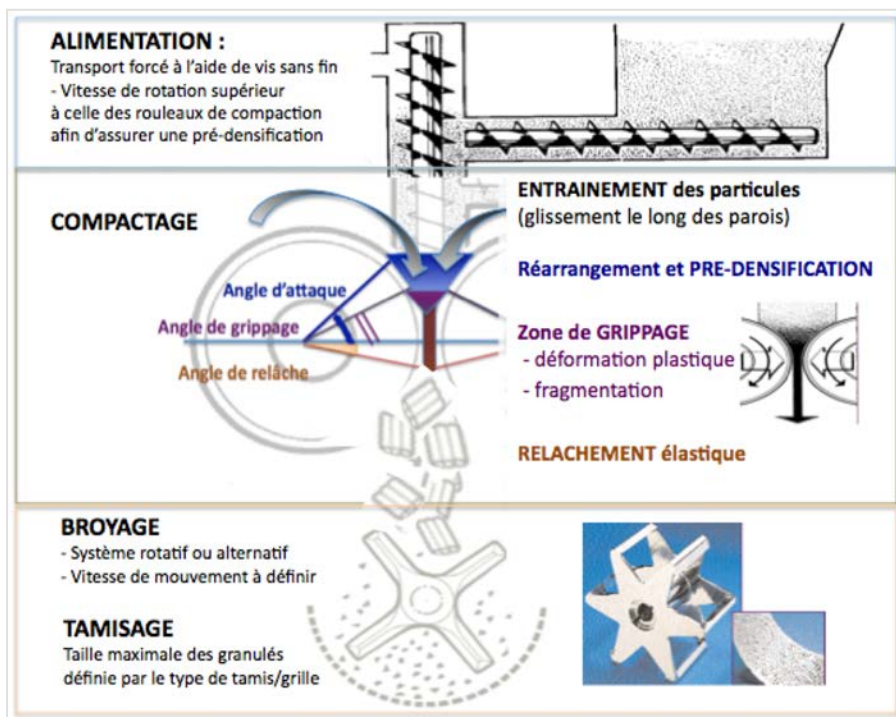 ALIMENTATION :
Transport forcé à l'aide de vis sans fin
- Vitesse de rotation supérieur
à celle des rouleaux de compaction
afin d'assurer une pré-densification
COMPACTAGE
Angle d'attaque
Angle de grippage
Angle de relâche
ENTRAINEMENT des particules
(glissement le long des parois)
Réarrangement et PRE-DENSIFICATION
Zone de GRIPPAGE
- déformation plastique
- fragmentation
RELACHEMENT élastique
BROYAGE
- Système rotatif ou alternatif
- Vitesse de mouvement à définir
TAMISAGE
Taille maximale des granulés
définie par le type de tamis/grille